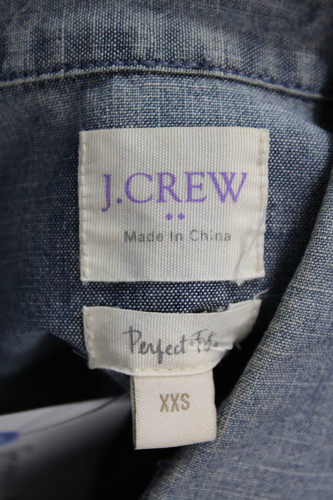 J.CREW
Made In China
Perfect Fit
XXS